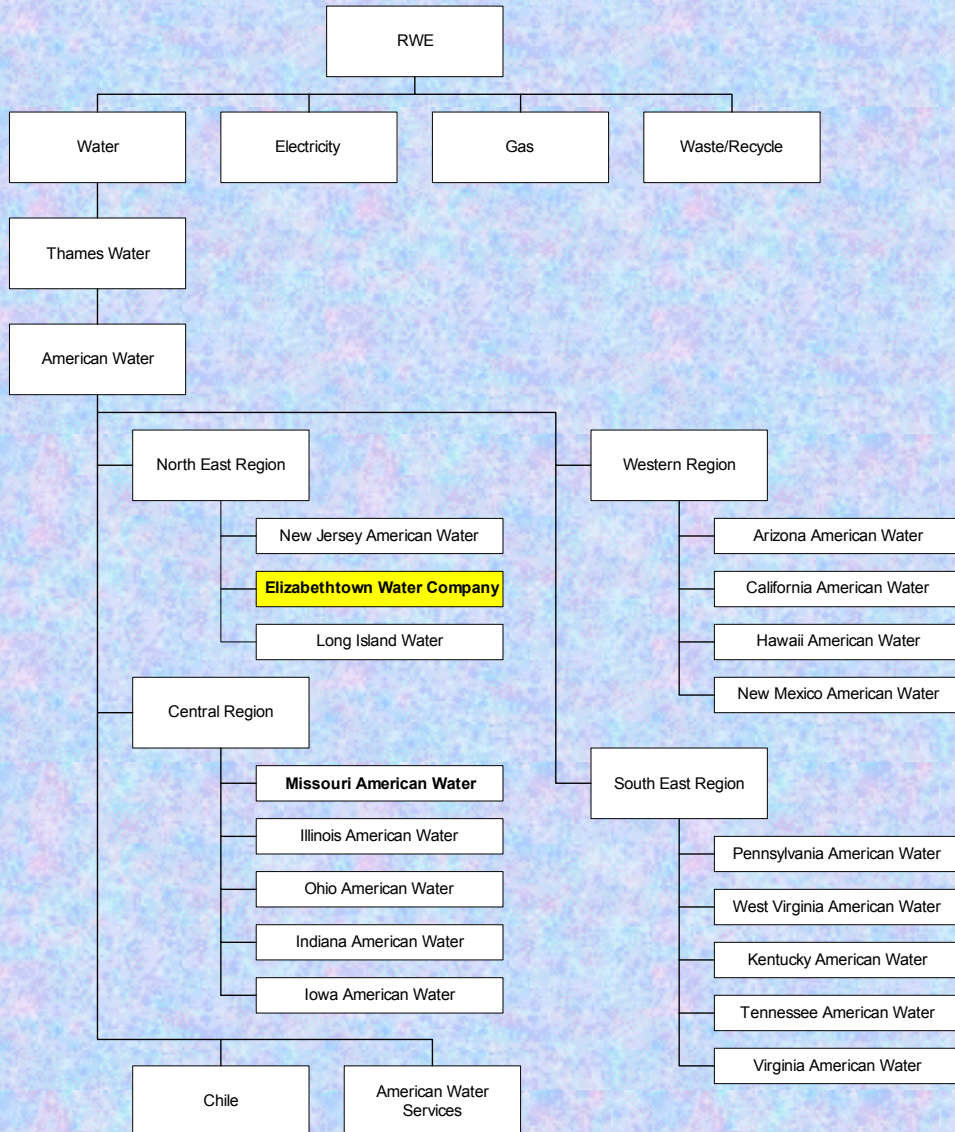 RWE
Water
Electricity
Gas
Waste/Recycle
Thames Water
American Water
North East Region
New Jersey American Water
Elizabethtown Water Company
Long Island Water
Central Region
Missouri American Water
Illinois American Water
Ohio American Water
Indiana American Water
Iowa American Water
Western Region
Arizona American Water
California American Water
Hawaii American Water
New Mexico American Water
South East Region
Pennsylvania American Water
West Virginia American Water
Kentucky American Water
Tennessee American Water
Virginia American Water
Chile
American Water
Services